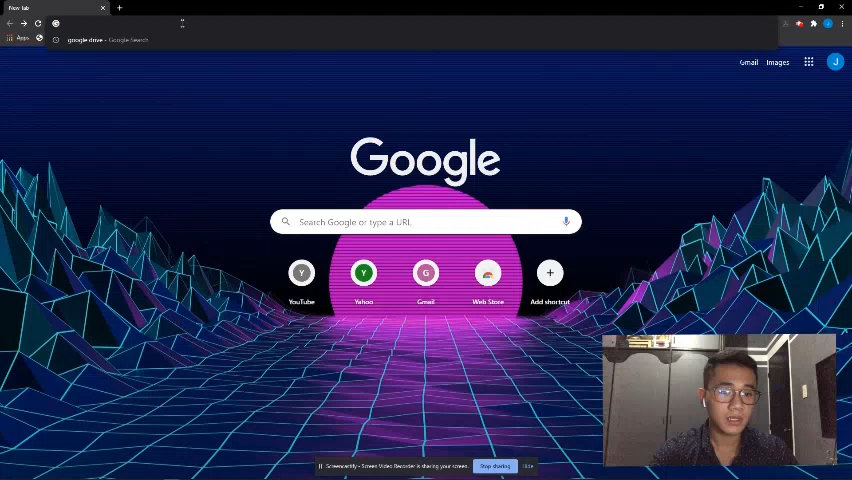 New Tab
Apps
google drive - Google Search
Gmail Images
J
Google
Search Google or type a URL
Y Y G
YouTube Yahoo Gmail Web Store Add shortcut
Screencastify - Screen Video Recorder is sharing your screen. Stop sharing Hide